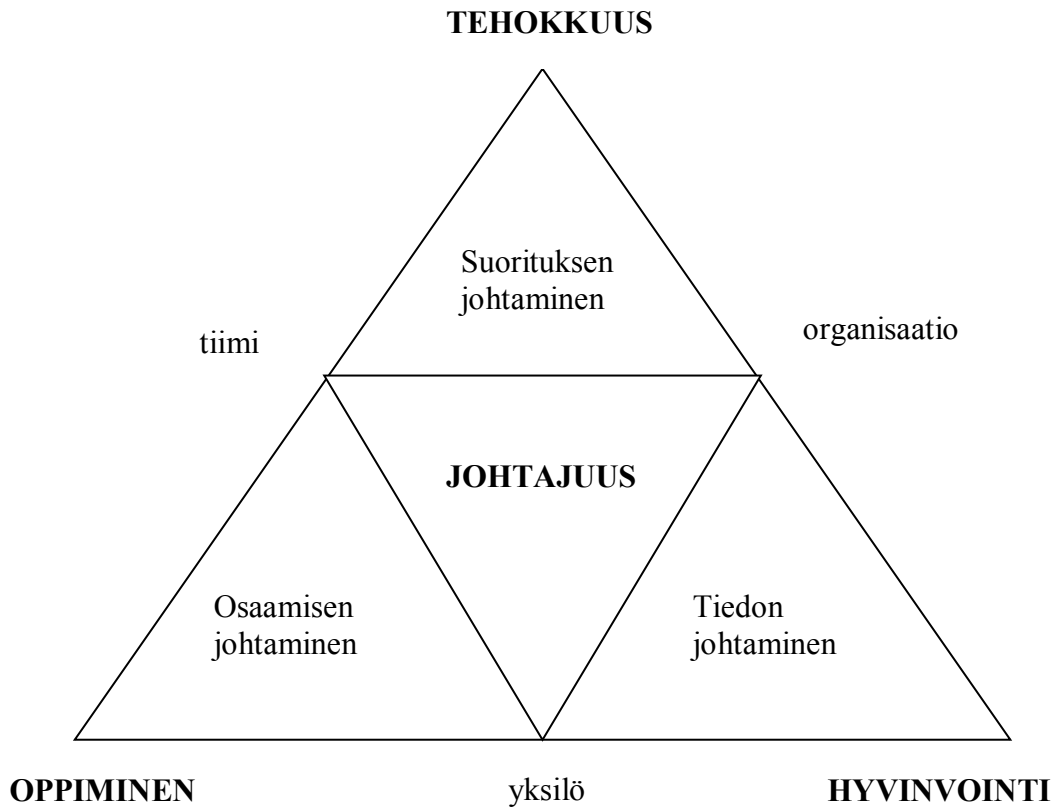 TEHOKKUUS
Suorituksen
johtaminen
tiimi
organisaatio
JOHTAJUUS
Osaamisen
johtaminen
Tiedon
johtaminen
OPPIMINEN
yksilö
HYVINVOINTI